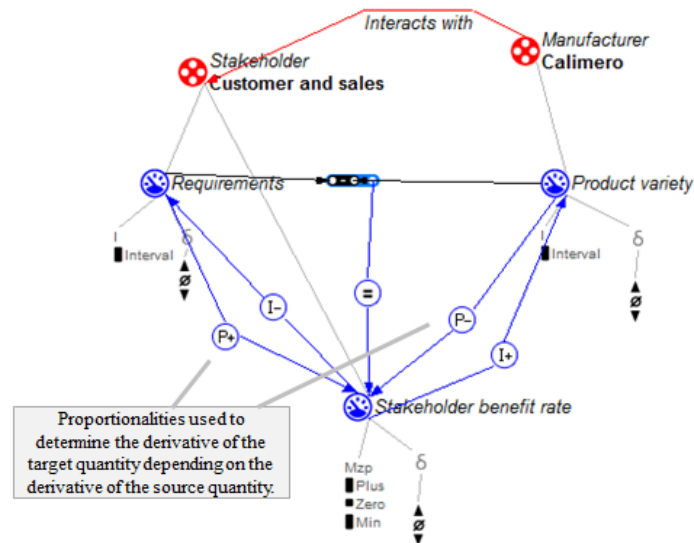 Interacts with
Stakeholder
Customer and sales
Manufacturer
Calimero
Requirements
Product variety
I
Interval
δ
ø
I
Interval
δ
ø
I−
=
P−
P+
I+
Proportionalities used to
determine the derivative of the
target quantity depending on the
derivative of the source quantity.
Stakeholder benefit rate
Mzp
Plus
Zero
Min
δ
ø